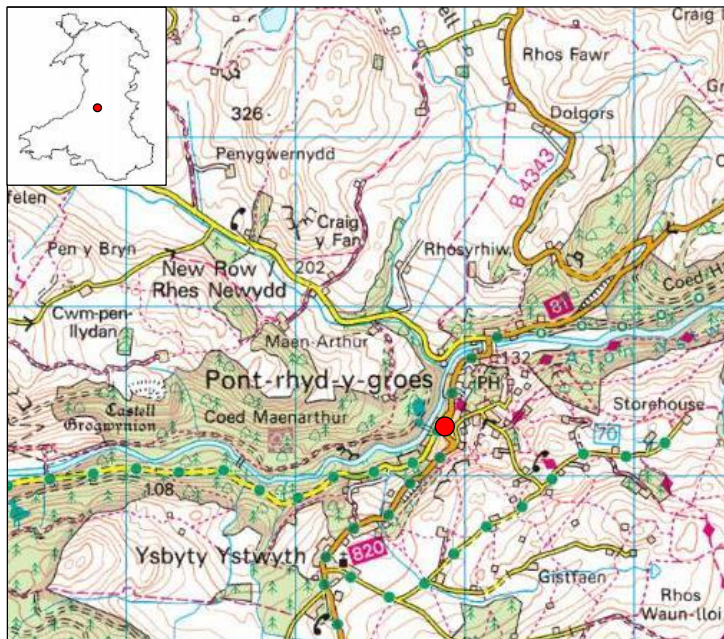 Craig
Rhos Fawr
Gr
326
Dolgors
Penygwernydd
B 4343
felen
Craig
y Fan
Pen y Bryn
202
Rhosyrhiw
New Row /
Rhes Newydd
Coed
81
Cwm-pen-
llydan
Maen-Arthur
132
Pont-rhyd-y-groes
PH
Castell
Grogwynion
Coed Maenarthur
Storehouse
108
Ysbyty Ystwyth
820
Gistfaen
Rhos
Waun-lloi